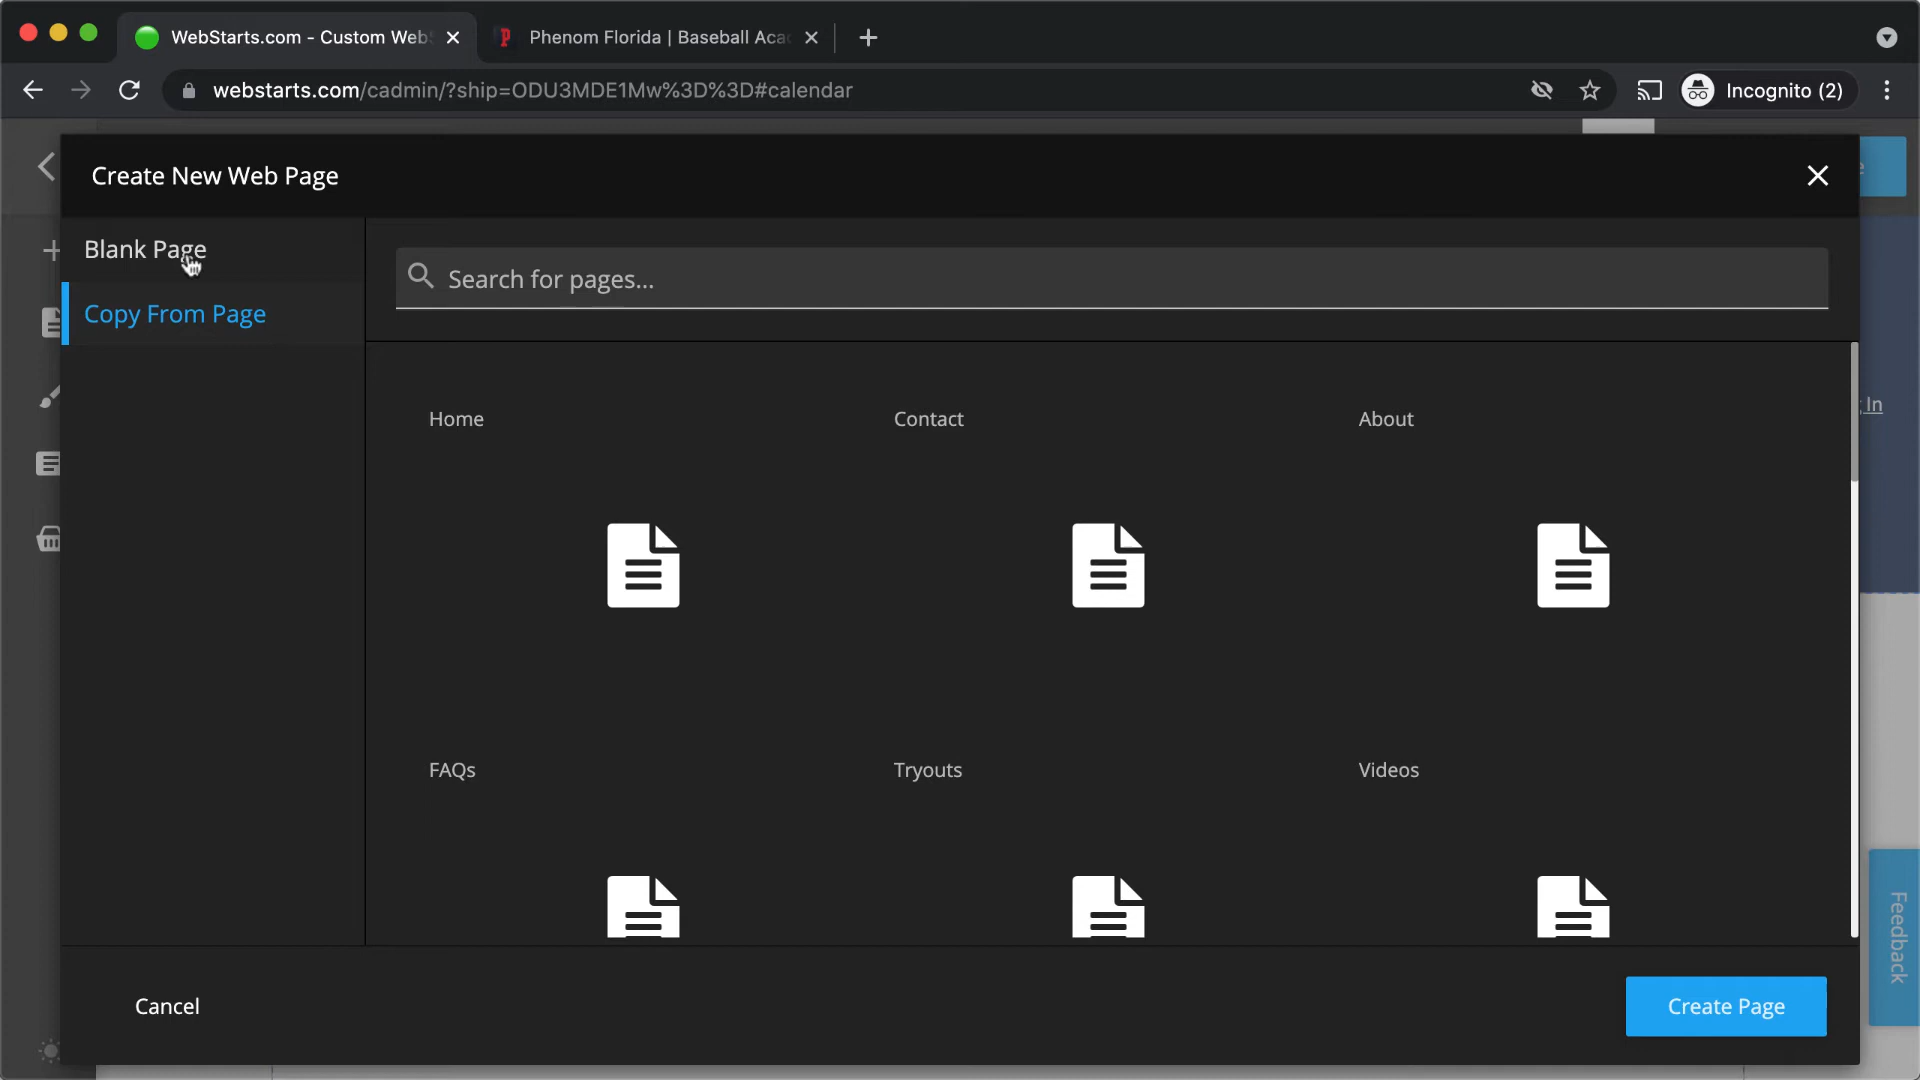 WebStarts.com - Custom Web
Phenom Florida | Baseball Aca
webstarts.com/cadmin/?ship=ODU3MDE1Mw%3D%3D#calendar
Incognito (2)
Create New Web Page
Blank Page
Copy From Page
Search for pages...
Home
Contact
About
In
FAQs
Tryouts
Videos
Feedback
Cancel
Create Page